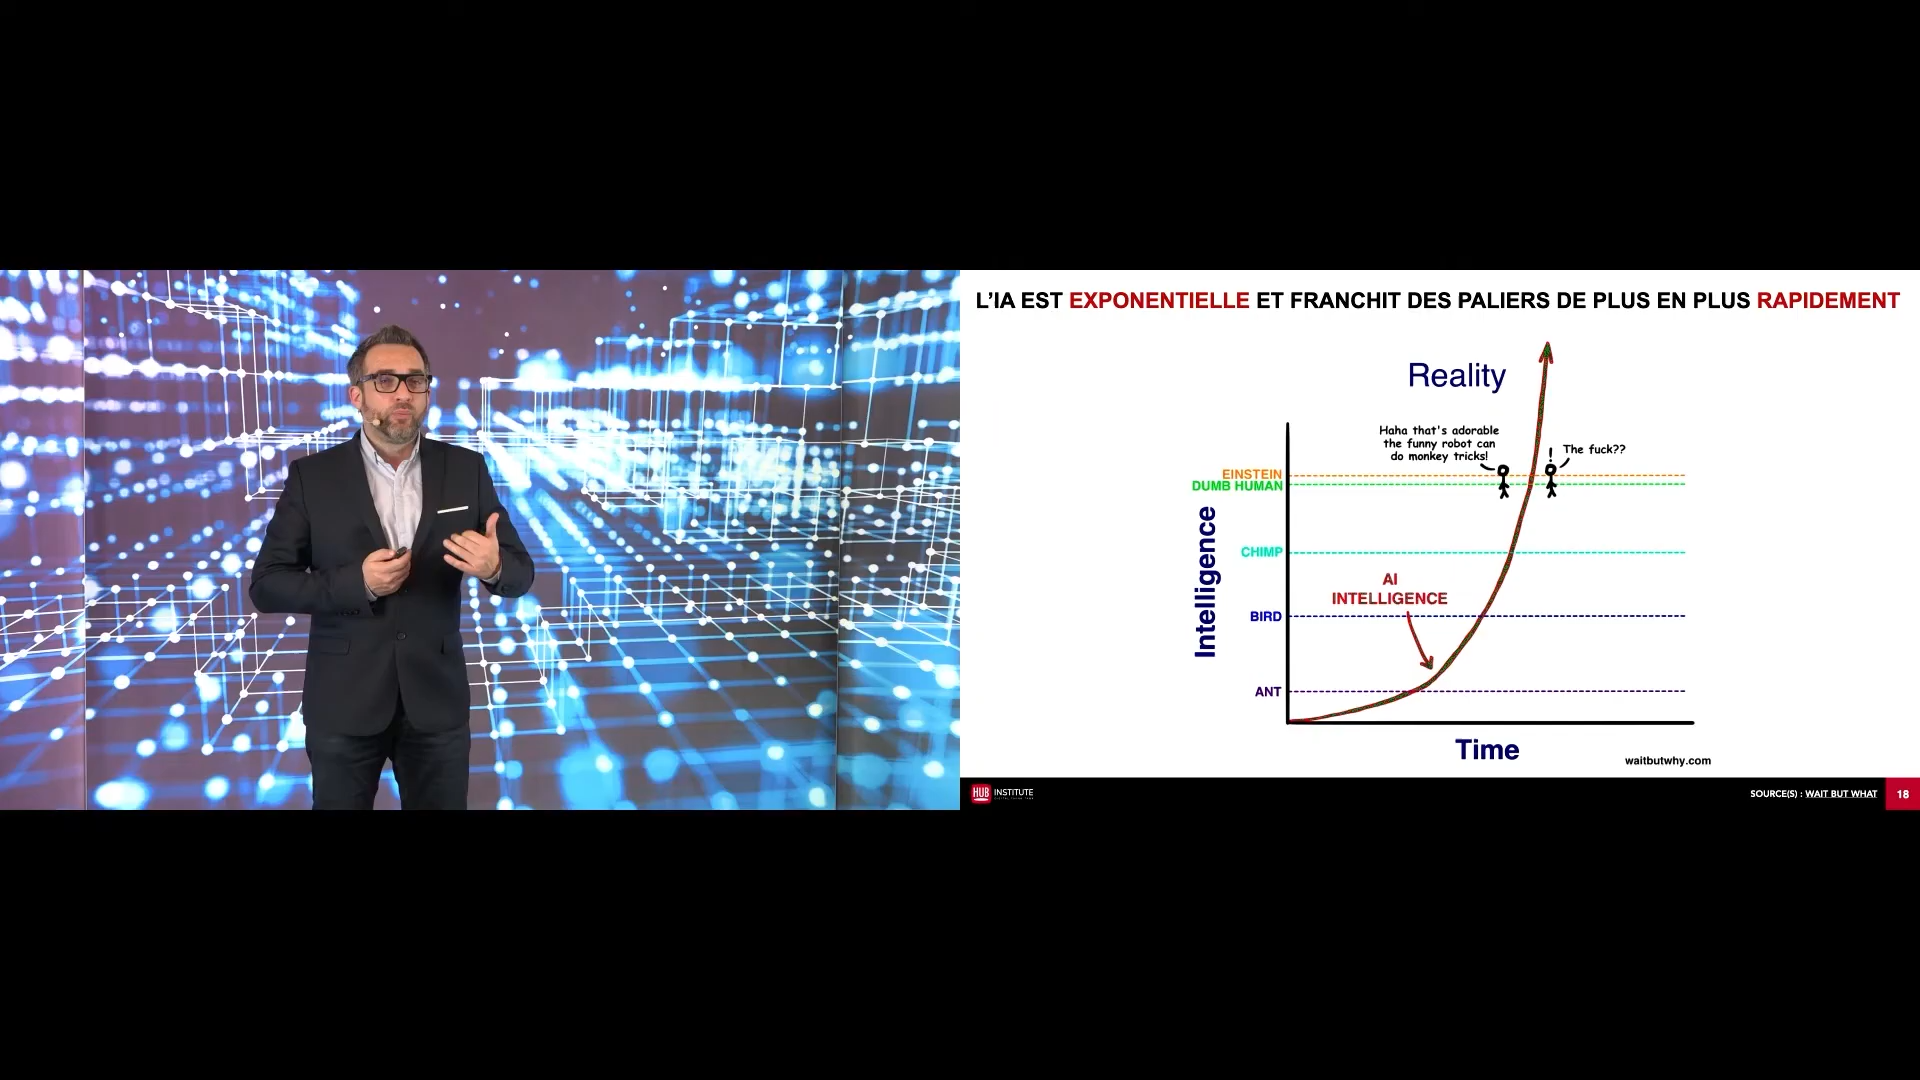 L'IA EST EXPONENTIELLE ET FRANCHIT DES PALIERS DE PLUS EN PLUS RAPIDEMENT
Reality
Haha that's adorable
the funny robot can
do monkey tricks!
!
The fuck??
EINSTEIN
DUMB HUMAN
CHIMP
AI
INTELLIGENCE
BIRD
ANT
Intelligence
Time
waitbutwhy.com
HUB INSTITUTE
SOURCE(S) : WAIT BUT WHAT
18